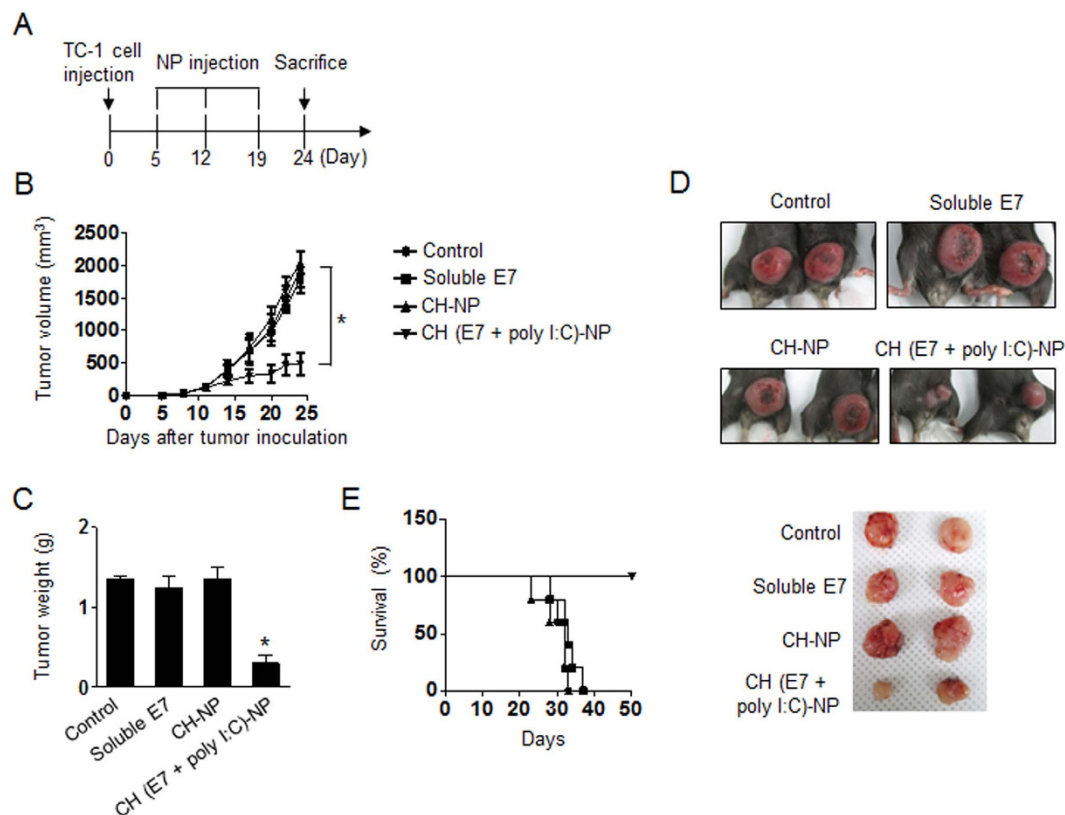 A
TC-1 cell
injection
NP injection
Sacrifice
0 5 12 19 24 (Day)
B
Tumor volume (mm³)
2500
2000
1500
1000
500
0
0 5 10 15 20 25
Days after tumor inoculation
Control
Soluble E7
CH-NP
CH (E7 + poly I:C)-NP
*
C
Tumor weight (g)
2
1
0
*
Control
Soluble E7
CH-NP
CH (E7 + poly I:C)-NP
D
Control
Soluble E7
CH-NP
CH (E7 + poly I:C)-NP
Control
Soluble E7
CH-NP
CH (E7 +
poly I:C)-NP
E
Survival (%)
150
100
50
0
0 10 20 30 40 50
Days